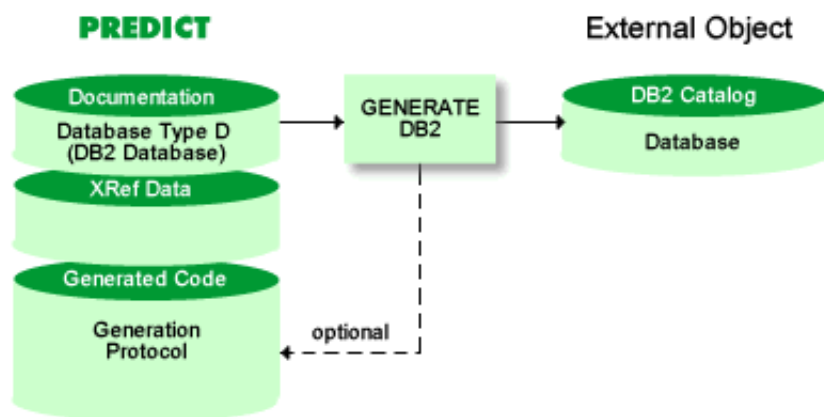 PREDICT
External Object
Documentation
Database Type D
(DB2 Database)
GENERATE
DB2
DB2 Catalog
Database
XRef Data
Generated Code
Generation
Protocol
optional